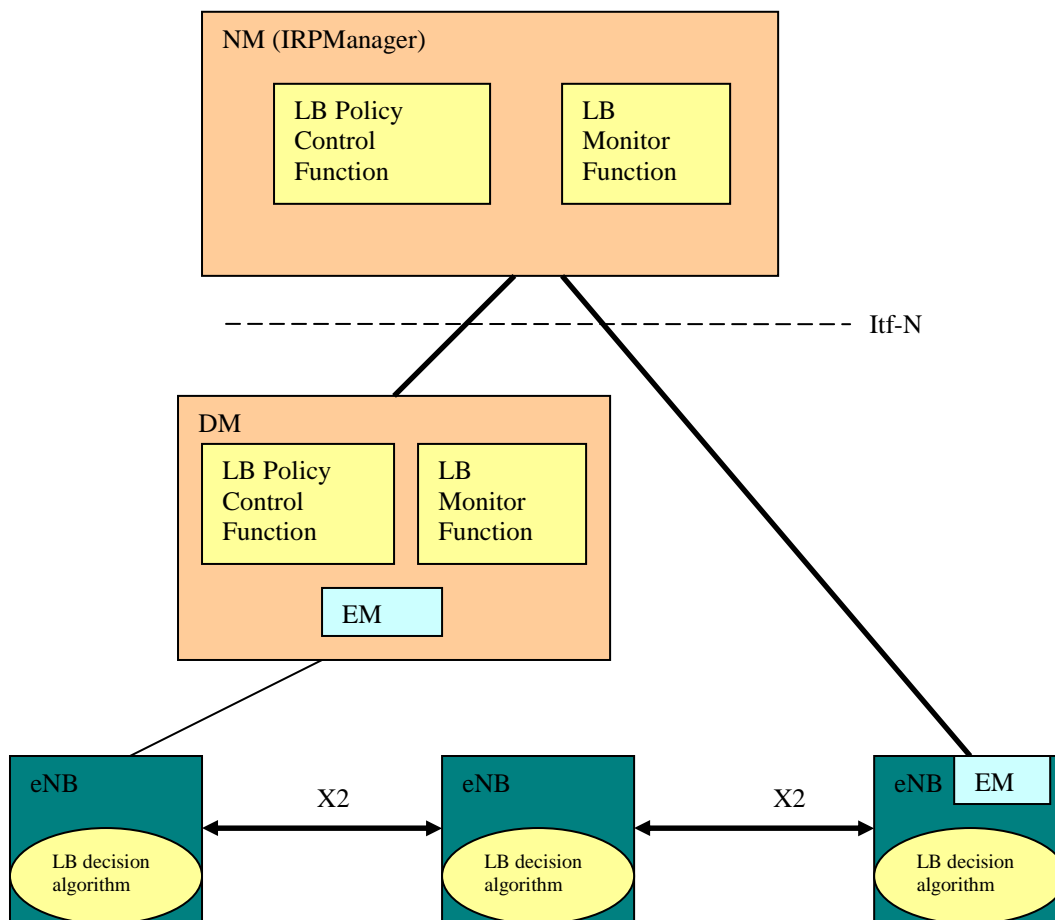 NM (IRPManager)
LB Policy
Control
Function
LB
Monitor
Function
Itf-N
DM
LB Policy
Control
Function
LB
Monitor
Function
EM
eNB
X2
eNB
X2
eNB
EM
LB decision
algorithm
LB decision
algorithm
LB decision
algorithm